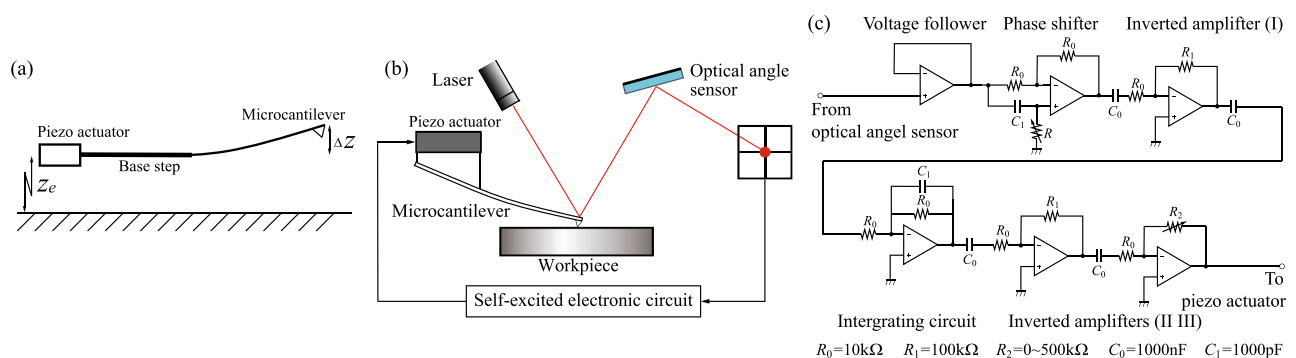 (a)
Piezo actuator
Microcantilever
Δz
Base step
z_e
(b)
Laser
Optical angle
sensor
Piezo actuator
Microcantilever
Workpiece
Self-excited electronic circuit
(c)
Voltage follower Phase shifter Inverted amplifter (I)
R0
R1
R0
C1
R
C0
R0
C0
From
optical angel sensor
C1
R0
R0
C0
R0
R1
C0
R0
R2
To
piezo actuator
Intergrating circuit Inverted amplifters (II III)
R0=10kΩ R1=100kΩ R2=0~500kΩ C0=1000nF C1=1000pF